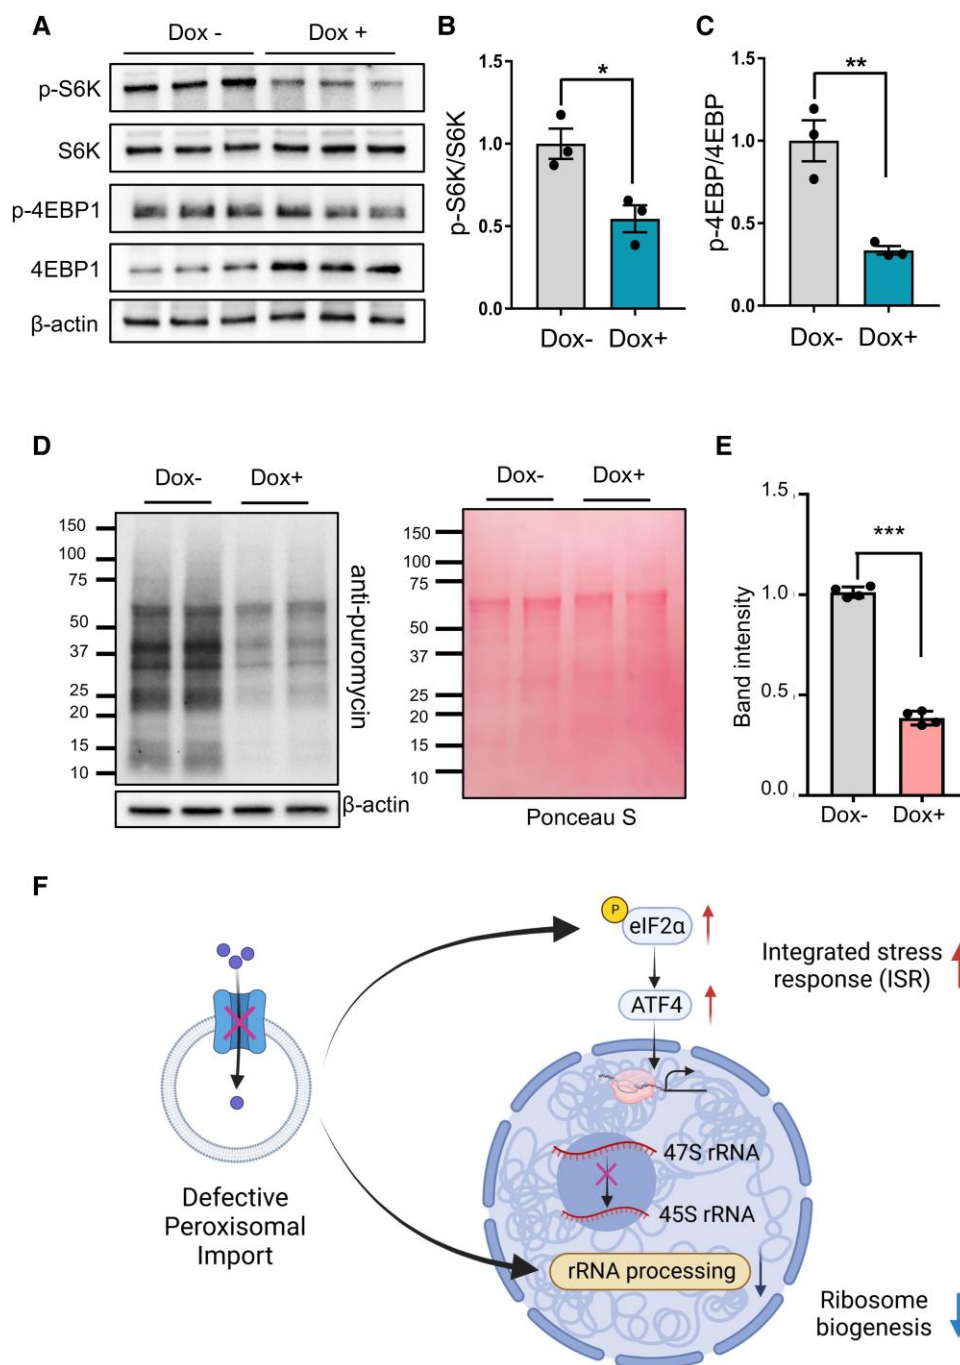 A
Dox -
Dox +
p-S6K
S6K
p-4EBP1
4EBP1
β-actin
B
p-S6K/S6K
1.5
1.0
0.5
0.0
*
Dox-
Dox+
C
p-4EBP/4EBP
1.5
1.0
0.5
0.0
**
Dox-
Dox+
D
Dox-
Dox+
150
100
75
50
37
25
20
15
10
anti-puromycin
β-actin
Dox-
Dox+
150
100
75
50
37
25
20
15
10
Ponceau S
E
Band intensity
1.5
1.0
0.5
0.0
***
Dox-
Dox+
F
Defective
Peroxisomal
Import
P
eIF2α
ATF4
Integrated stress
response (ISR)
47S rRNA
45S rRNA
rRNA processing
Ribosome
biogenesis